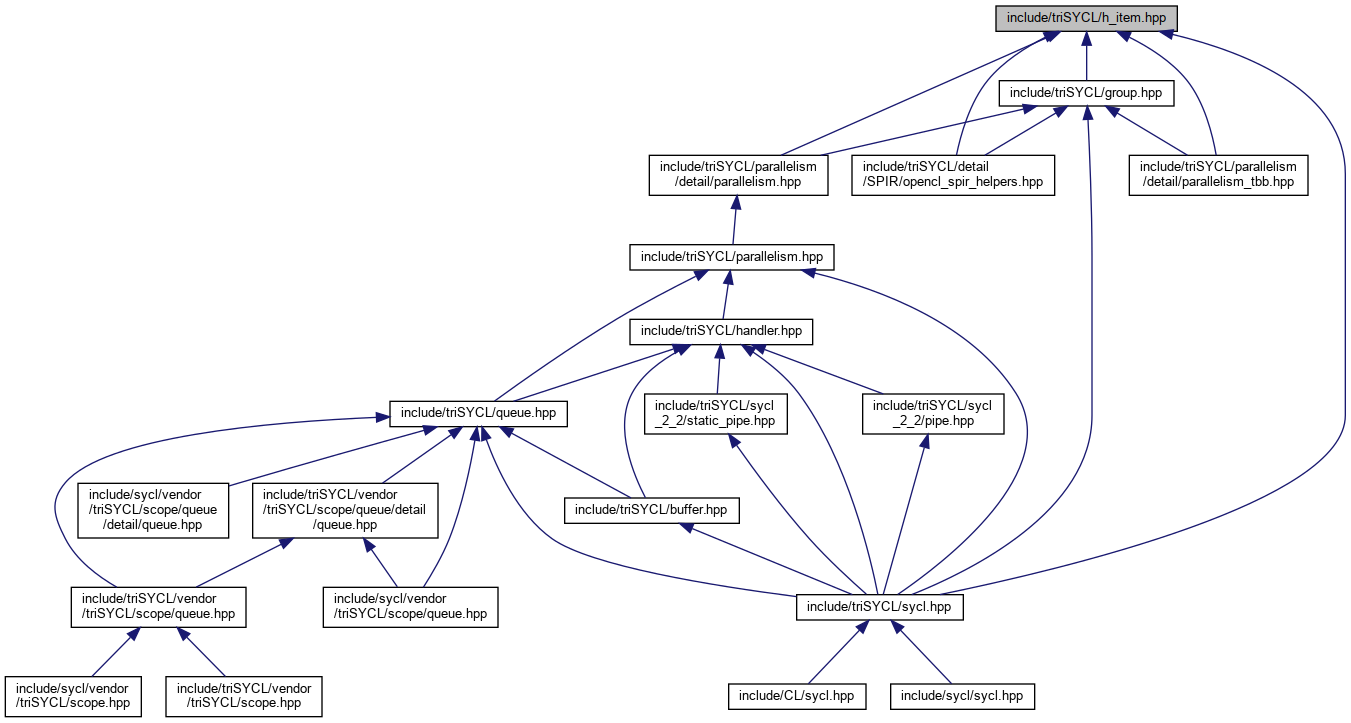 include/triSYCL/h_item.hpp
include/triSYCL/group.hpp
include/triSYCL/parallelism
/detail/parallelism.hpp
include/triSYCL/detail
/SPIR/opencl_spir_helpers.hpp
include/triSYCL/parallelism
/detail/parallelism_tbb.hpp
include/triSYCL/parallelism.hpp
include/triSYCL/handler.hpp
include/triSYCL/queue.hpp
include/triSYCL/sycl
_2_2/static_pipe.hpp
include/triSYCL/sycl
_2_2/pipe.hpp
include/sycl/vendor
/triSYCL/scope/queue
/detail/queue.hpp
include/triSYCL/vendor
/triSYCL/scope/queue/detail
/queue.hpp
include/triSYCL/buffer.hpp
include/triSYCL/vendor
/triSYCL/scope/queue.hpp
include/sycl/vendor
/triSYCL/scope/queue.hpp
include/triSYCL/sycl.hpp
include/sycl/vendor
/triSYCL/scope.hpp
include/triSYCL/vendor
/triSYCL/scope.hpp
include/CL/sycl.hpp
include/sycl/sycl.hpp